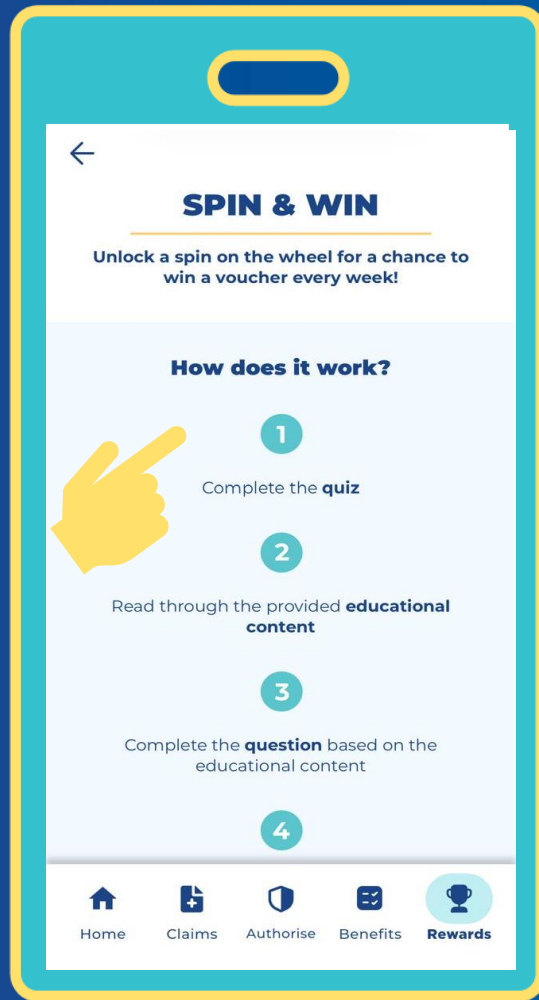 SPIN & WIN
Unlock a spin on the wheel for a chance to
win a voucher every week!
How does it work?
1
Complete the quiz
2
Read through the provided educational
content
3
Complete the question based on the
educational content
4
Home Claims Authorise Benefits Rewards